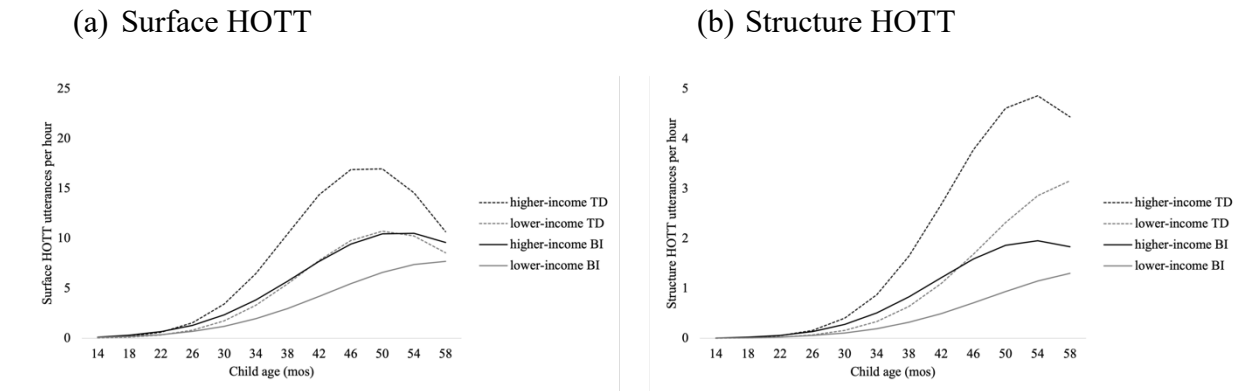 (a) Surface HOTT
25
20
15
10
5
0
Surface HOTT utterances per hour
14 18 22 26 30 34 38 42 46 50 54 58
Child age (mos)
higher-income TD
lower-income TD
higher-income BI
lower-income BI
(b) Structure HOTT
5
4
3
2
1
0
Structure HOTT utterances per hour
14 18 22 26 30 34 38 42 46 50 54 58
Child age (mos)
higher-income TD
lower-income TD
higher-income BI
lower-income BI